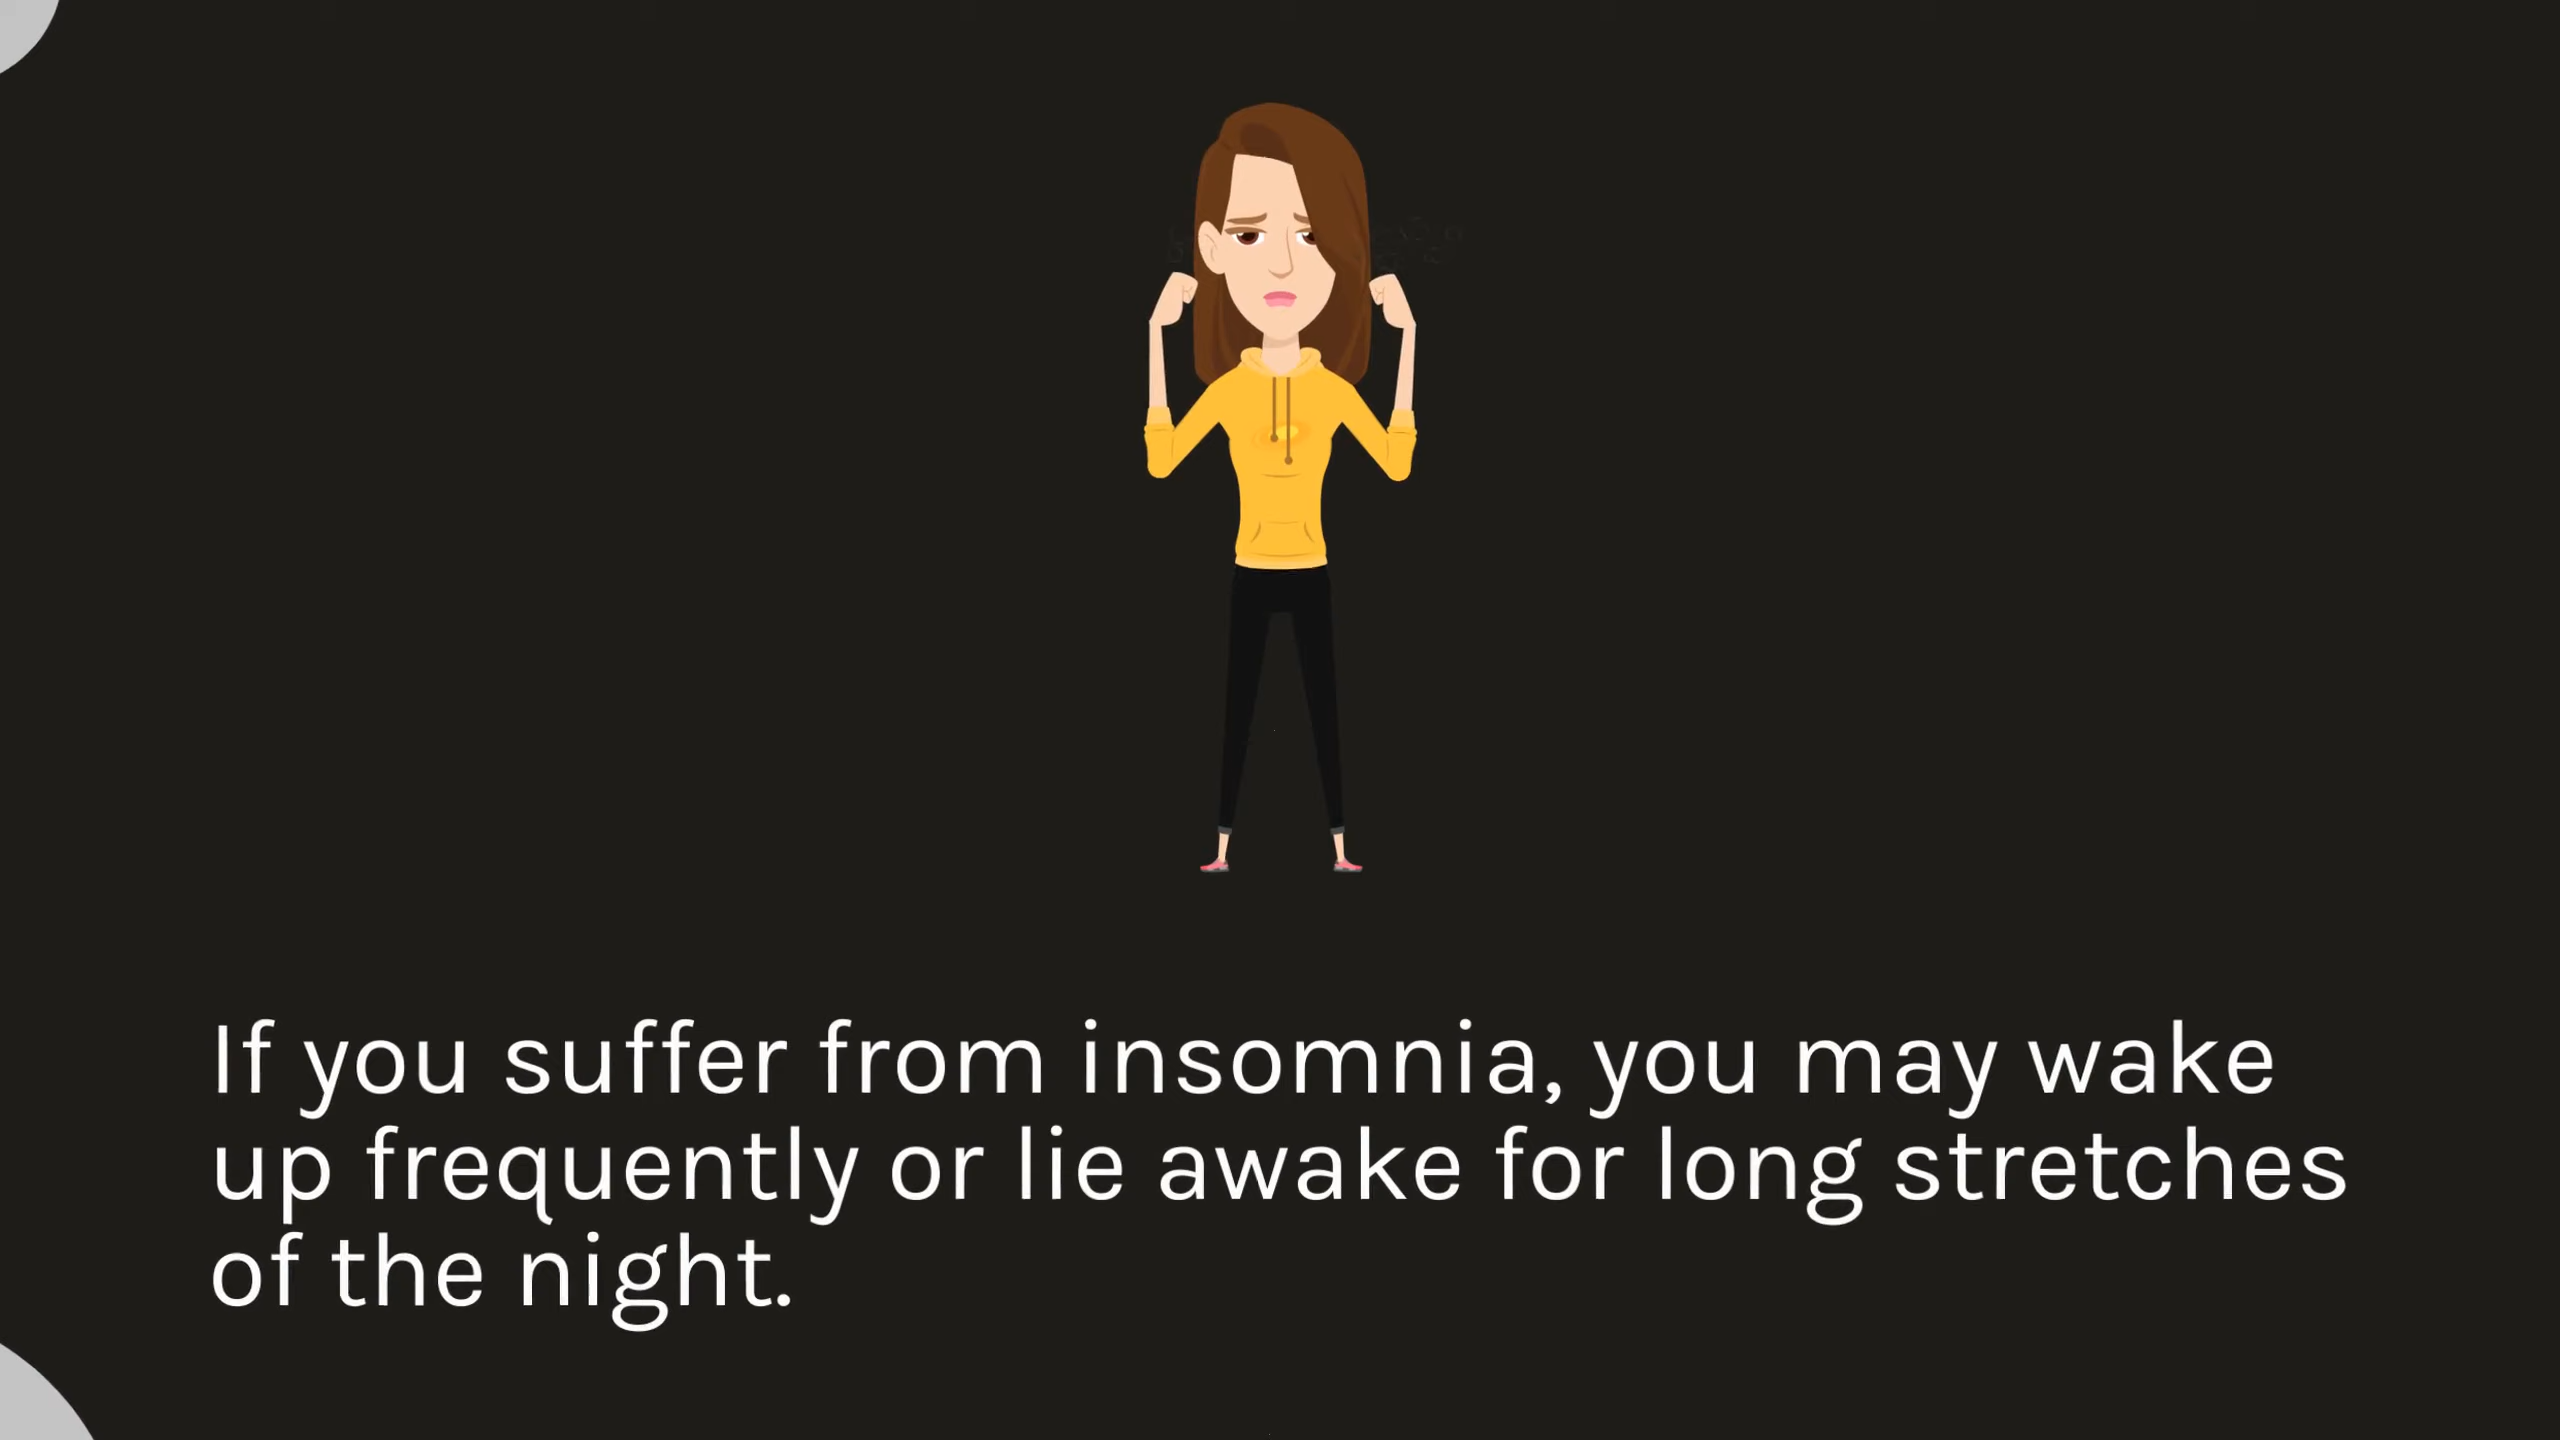 If you suffer from insomnia, you may wake
up frequently or lie awake for long stretches
of the night.